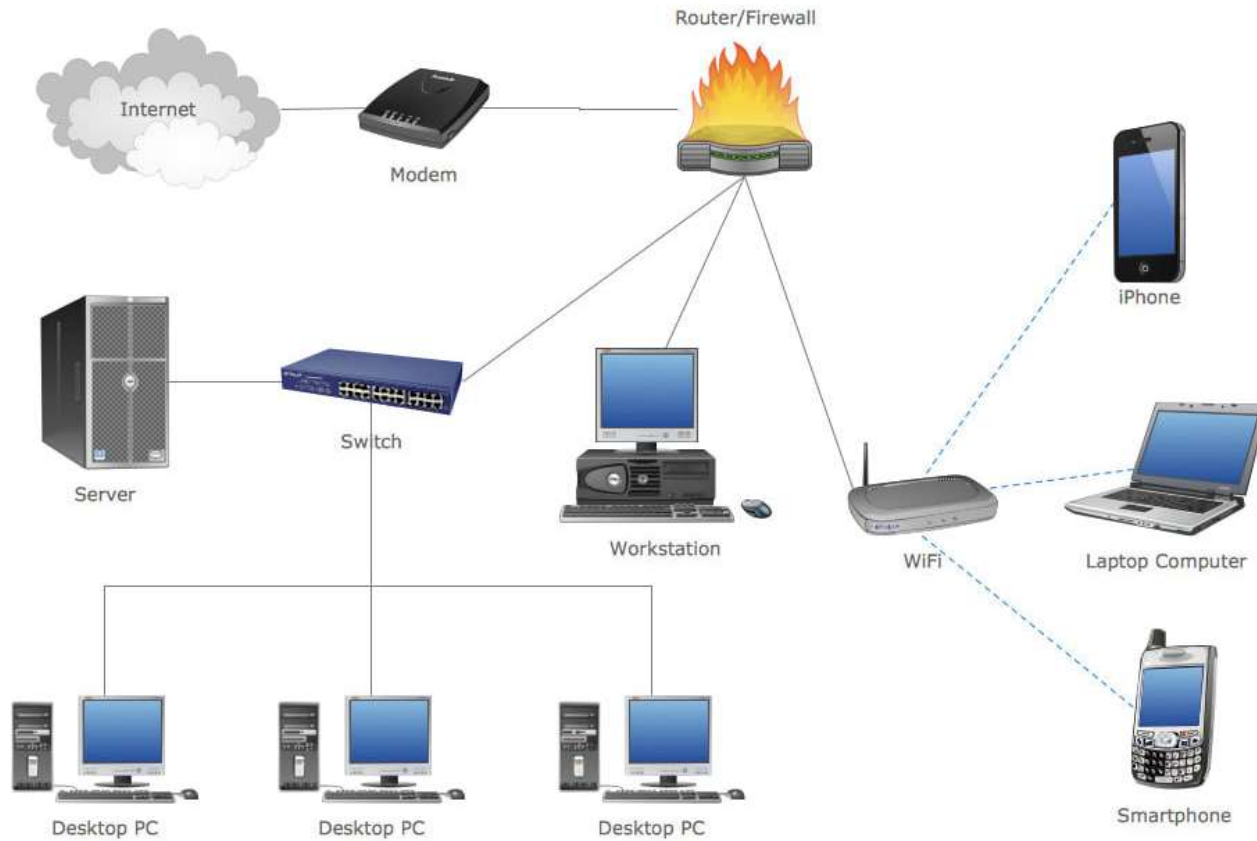 Router/Firewall
Internet
Modem
iPhone
Server
Switch
Workstation
WiFi
Laptop Computer
Desktop PC
Desktop PC
Desktop PC
Smartphone